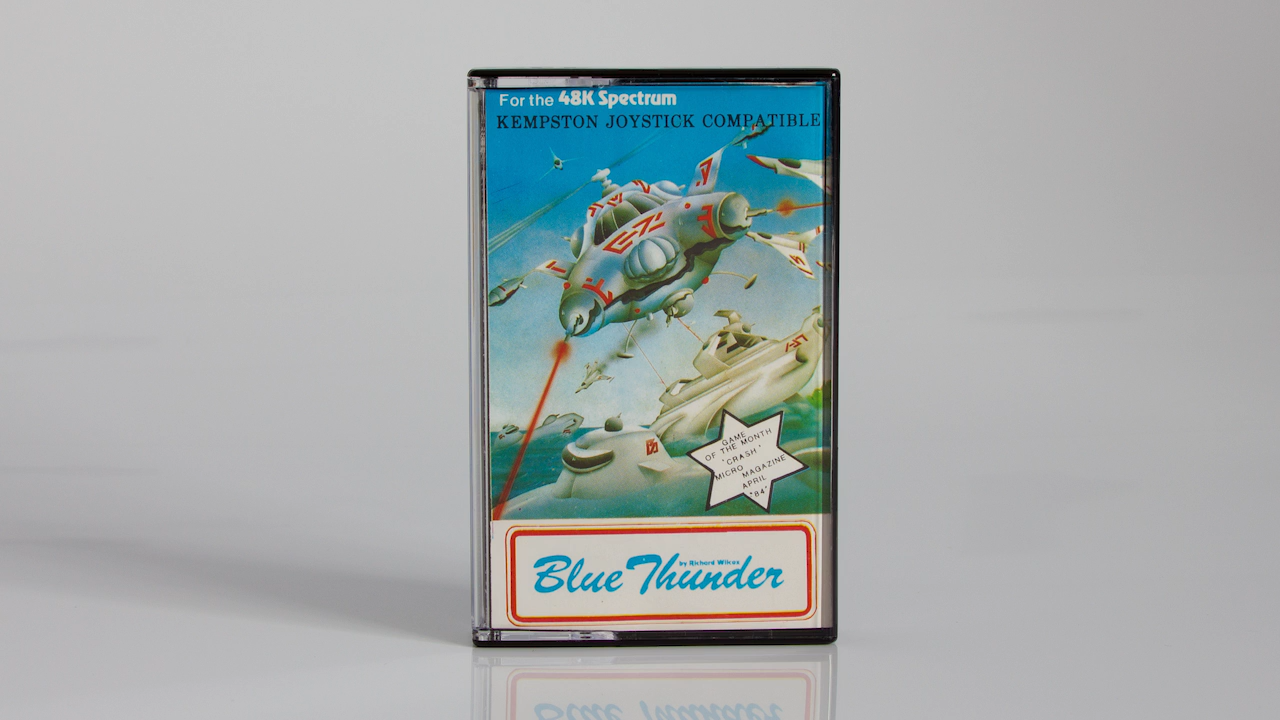 For the 48K Spectrum
KEMPSTON JOYSTICK COMPATIBLE
GAME
OF THE MONTH
'CRASH'
MICRO MAGAZINE
APRIL
"84"
by Richard Wilcox
Blue Thunder